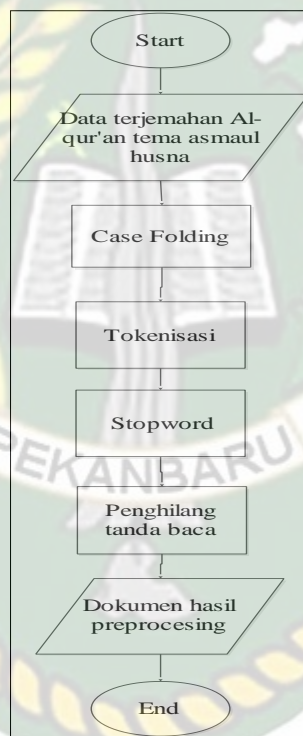 Start
Data terjemahan Al-
qur'an tema asmaul
husna
Case Folding
Tokenisasi
Stopword
PEKANBARU
Penghilang
tanda baca
Dokumen hasil
preprocesing
End